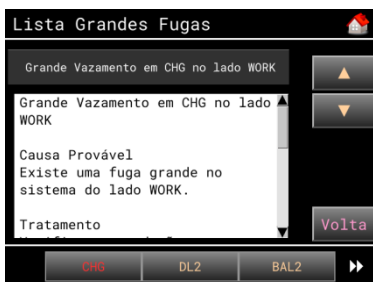 Lista Grandes Fugas
Grande Vazamento em CHG no lado WORK
Grande Vazamento em CHG no lado
WORK
Causa Provável
Existe uma fuga grande no
sistema do lado WORK.
Tratamento
Volta
CHG
DL2
BAL2